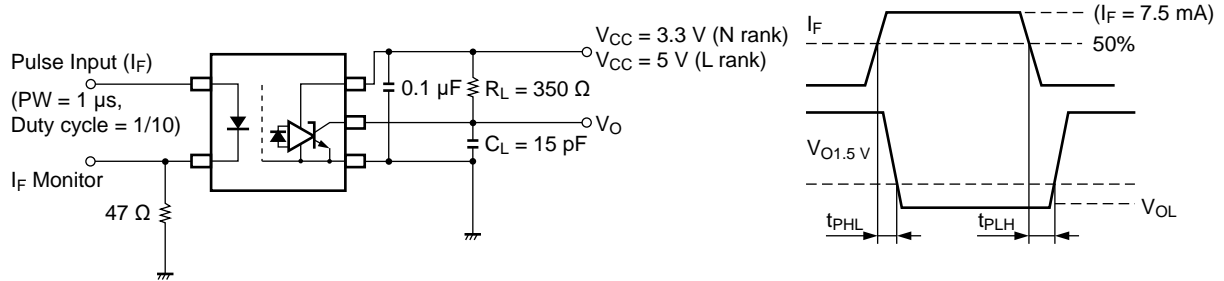 Pulse Input (IF)
(PW = 1 μs,
Duty cycle = 1/10)
IF Monitor
47 Ω
VCC = 3.3 V (N rank)
VCC = 5 V (L rank)
0.1 μF
RL = 350 Ω
VO
CL = 15 pF
IF
(IF = 7.5 mA)
50%
VO1.5 V
VOL
tPHL
tPLH